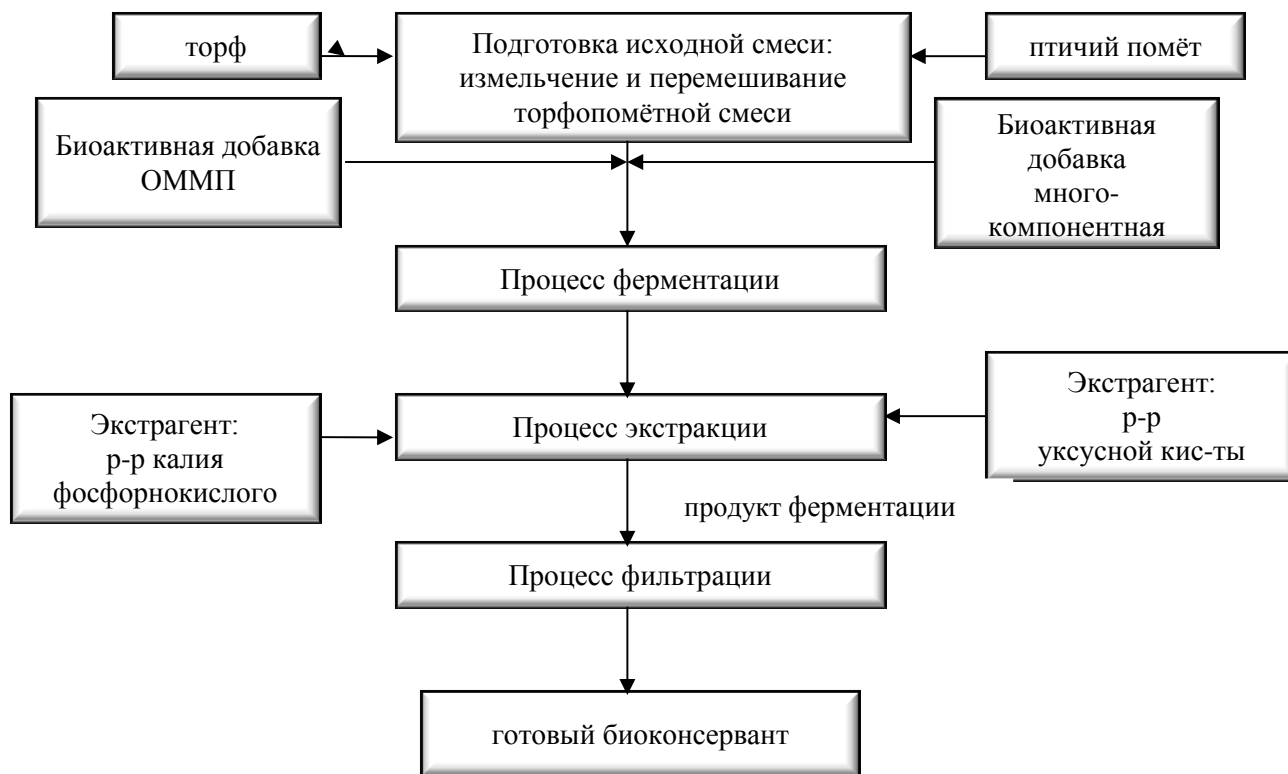 торф
Подготовка исходной смеси:
измельчение и перемешивание
торфопомётной смеси
птичий помёт
Биоактивная добавка
ОММП
Биоактивная
добавка
много-
компонентная
Процесс ферментации
Экстрагент:
р-р калия
фосфорнокислого
Процесс экстракции
Экстрагент:
р-р
уксусной кис-ты
продукт ферментации
Процесс фильтрации
готовый биоконсервант